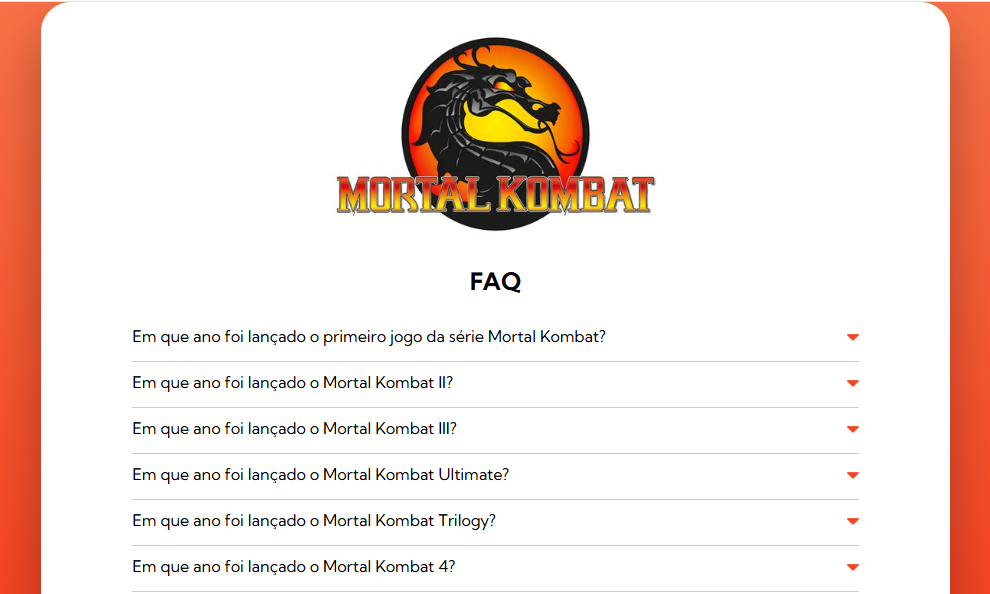 MORTAL KOMBAT
FAQ
Em que ano foi lançado o primeiro jogo da série Mortal Kombat?
Em que ano foi lançado o Mortal Kombat II?
Em que ano foi lançado o Mortal Kombat III?
Em que ano foi lançado o Mortal Kombat Ultimate?
Em que ano foi lançado o Mortal Kombat Trilogy?
Em que ano foi lançado o Mortal Kombat 4?